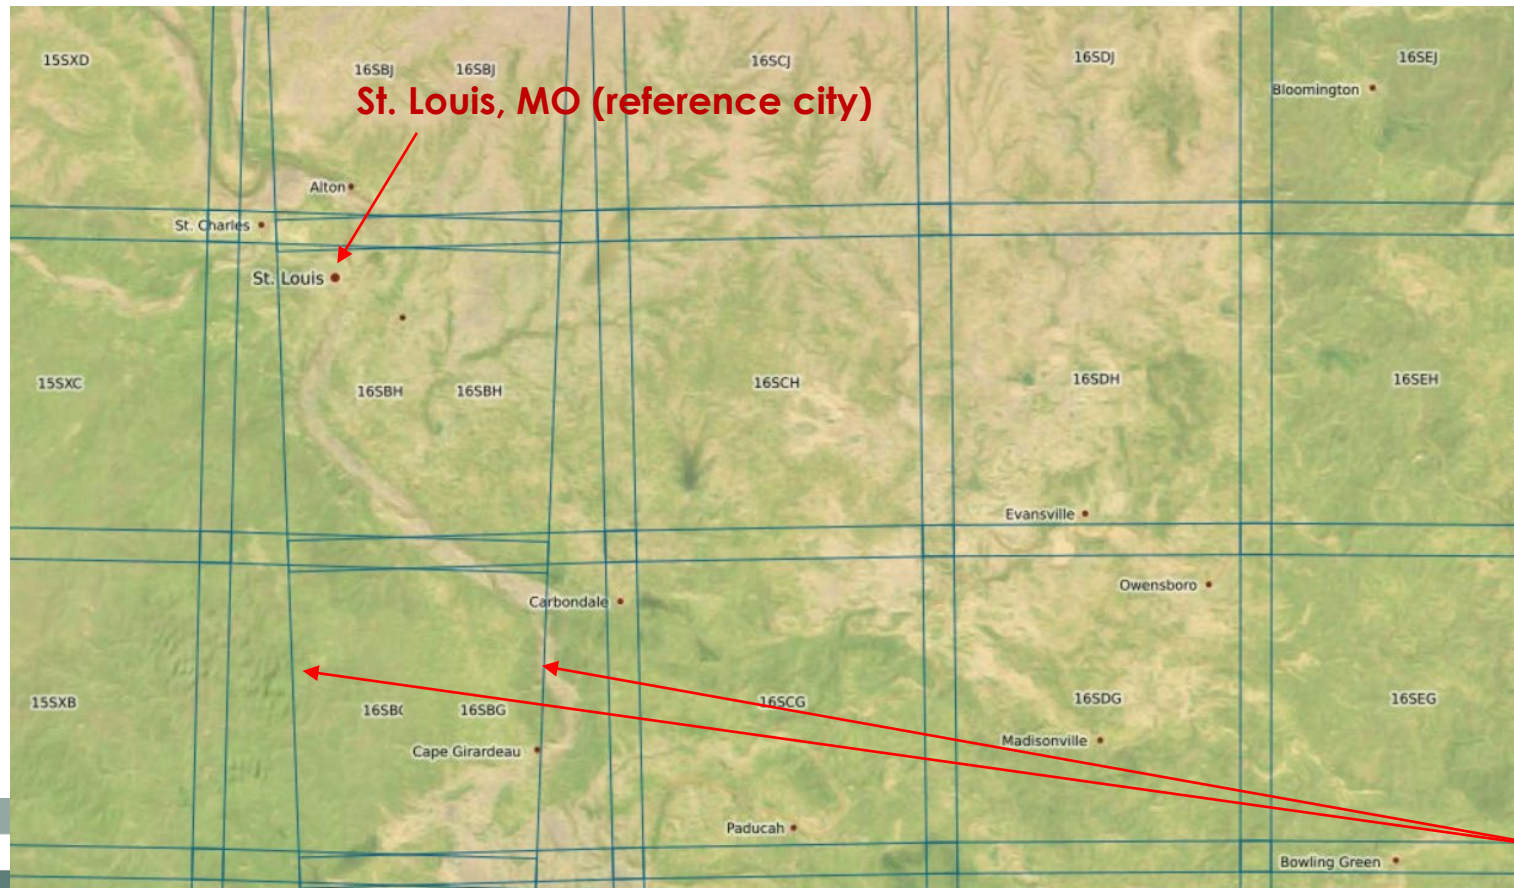 15SXD
16SBJ
16SBJ
16SCJ
16SDJ
16SEJ
Bloomington
St. Louis, MO (reference city)
Alton
St. Charles
St. Louis
15SXC
16SBH
16SBH
16SCH
16SDH
16SEH
Evansville
Owensboro
Carbondale
15SXB
16SB
16SBG
16SCG
16SDG
16SEG
Cape Girardeau
Madisonville
Paducah
Bowling Green